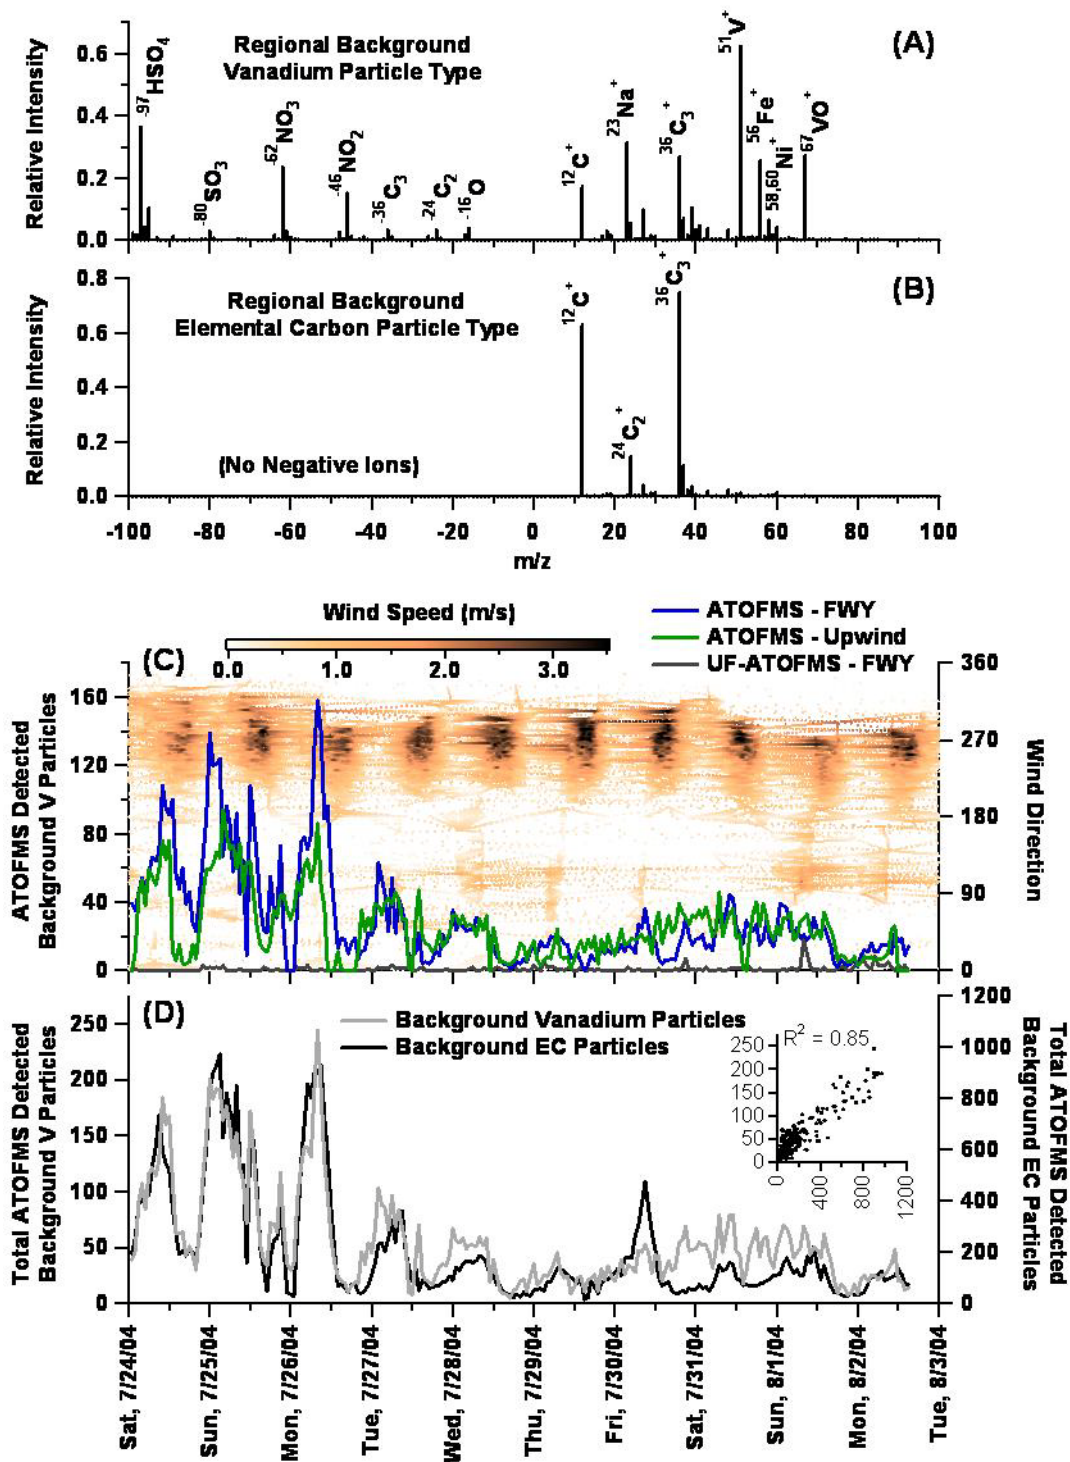 (A)
Regional Background
Vanadium Particle Type
Relative Intensity
0.6
0.4
0.2
0.0
-97HSO4
-80SO3
-62NO3
-46NO2
-36C3
-24C2
-16O
12C+
23Na+
36C3+
51V+
56Fe+
58,60Ni+
67VO+
(B)
Regional Background
Elemental Carbon Particle Type
(No Negative Ions)
Relative Intensity
0.8
0.6
0.4
0.2
0.0
12C+
24C2+
36C3+
-100 -80 -60 -40 -20 0 20 40 60 80 100
m/z
Wind Speed (m/s)
0.0 1.0 2.0 3.0
ATOFMS - FWY
ATOFMS - Upwind
UF-ATOFMS - FWY
(C)
ATOFMS Detected
Background V Particles
160
120
80
40
0
360
270
180
90
0
Wind Direction
(D)
Background Vanadium Particles
Background EC Particles
Total ATOFMS Detected
Background V Particles
250
200
150
100
50
0
R2 = 0.85
250
200
150
100
50
0
0 400 800 1200
1200
1000
800
600
400
200
0
Total ATOFMS Detected
Background EC Particles
Sat, 7/24/04
Sun, 7/25/04
Mon, 7/26/04
Tue, 7/27/04
Wed, 7/28/04
Thu, 7/29/04
Fri, 7/30/04
Sat, 7/31/04
Sun, 8/1/04
Mon, 8/2/04
Tue, 8/3/04